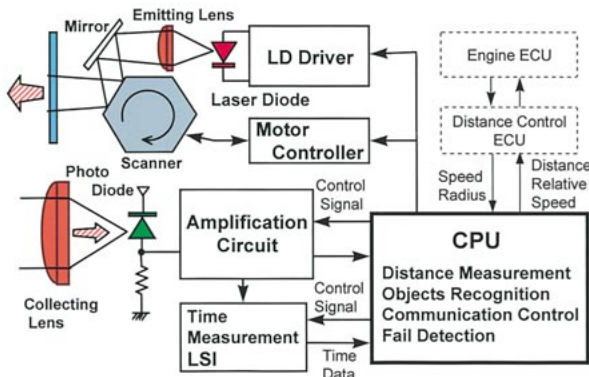 Emitting Lens
Mirror
LD Driver
Laser Diode
Motor
Controller
Scanner
Engine ECU
Distance Control
ECU
Speed
Radius
Distance
Relative
Speed
Photo
Diode
Amplification
Circuit
Control
Signal
CPU
Distance Measurement
Objects Recognition
Communication Control
Fail Detection
Collecting
Lens
Time
Measurement
LSI
Control
Signal
Time
Data